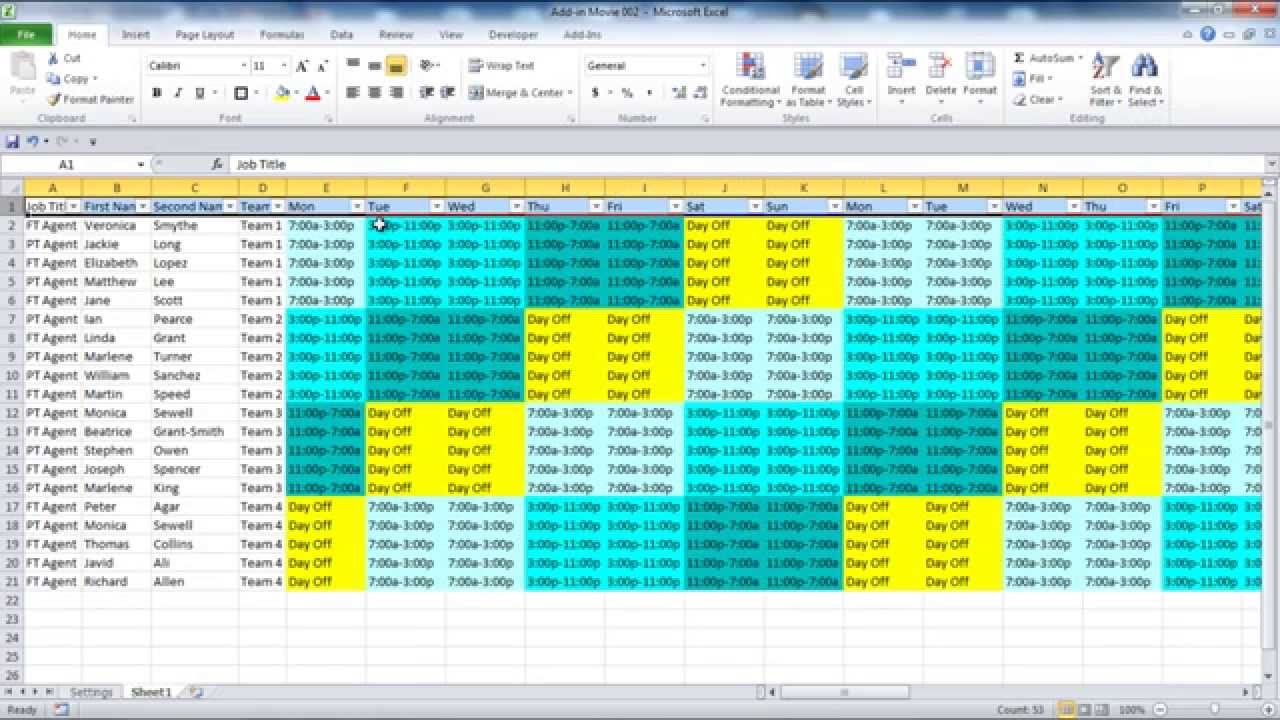 Add-in Movie 002 - Microsoft Excel
File Home Insert Page Layout Formulas Data Review View Developer Add-Ins
Cut
Copy
Format Painter
Paste
Clipboard
Calibri 11
B I U
Font
Wrap Text
Merge & Center
Alignment
General
$ %
Number
Conditional Formatting
Format as Table
Cell Styles
Styles
Insert Delete Format
Cells
AutoSum
Fill
Clear
Sort & Filter
Find & Select
Editing
A1 fx Job Title
A B C D E F G H I J K L M N O P
1 Job Titl First Nan Second Nan Team Mon Tue Wed Thu Fri Sat Sun Mon Tue Wed Thu Fri Sat
2 FT Agent Veronica Smythe Team 1 7:00a-3:00p p-11:00p 3:00p-11:00p 11:00p-7:00a 11:00p-7:00a Day Off Day Off 7:00a-3:00p 7:00a-3:00p 3:00p-11:00p 3:00p-11:00p 11:00p-7:00a 11:
3 PT Agent Jackie Long Team 1 7:00a-3:00p 3:00p-11:00p 3:00p-11:00p 11:00p-7:00a 11:00p-7:00a Day Off Day Off 7:00a-3:00p 7:00a-3:00p 3:00p-11:00p 3:00p-11:00p 11:00p-7:00a 11:
4 FT Agent Elizabeth Lopez Team 1 7:00a-3:00p 3:00p-11:00p 3:00p-11:00p 11:00p-7:00a 11:00p-7:00a Day Off Day Off 7:00a-3:00p 7:00a-3:00p 3:00p-11:00p 3:00p-11:00p 11:00p-7:00a 11:
5 PT Agent Matthew Lee Team 1 7:00a-3:00p 3:00p-11:00p 3:00p-11:00p 11:00p-7:00a 11:00p-7:00a Day Off Day Off 7:00a-3:00p 7:00a-3:00p 3:00p-11:00p 3:00p-11:00p 11:00p-7:00a 11:
6 FT Agent Jane Scott Team 1 7:00a-3:00p 3:00p-11:00p 3:00p-11:00p 11:00p-7:00a 11:00p-7:00a Day Off Day Off 7:00a-3:00p 7:00a-3:00p 3:00p-11:00p 3:00p-11:00p 11:00p-7:00a 11:
7 PT Agent Ian Pearce Team 2 3:00p-11:00p 11:00p-7:00a 11:00p-7:00a Day Off Day Off 7:00a-3:00p 7:00a-3:00p 3:00p-11:00p 3:00p-11:00p 11:00p-7:00a 11:00p-7:00a Day Off Da
8 FT Agent Linda Grant Team 2 3:00p-11:00p 11:00p-7:00a 11:00p-7:00a Day Off Day Off 7:00a-3:00p 7:00a-3:00p 3:00p-11:00p 3:00p-11:00p 11:00p-7:00a 11:00p-7:00a Day Off Da
9 PT Agent Marlene Turner Team 2 3:00p-11:00p 11:00p-7:00a 11:00p-7:00a Day Off Day Off 7:00a-3:00p 7:00a-3:00p 3:00p-11:00p 3:00p-11:00p 11:00p-7:00a 11:00p-7:00a Day Off Da
10 PT Agent William Sanchez Team 2 3:00p-11:00p 11:00p-7:00a 11:00p-7:00a Day Off Day Off 7:00a-3:00p 7:00a-3:00p 3:00p-11:00p 3:00p-11:00p 11:00p-7:00a 11:00p-7:00a Day Off Da
11 FT Agent Martin Speed Team 2 3:00p-11:00p 11:00p-7:00a 11:00p-7:00a Day Off Day Off 7:00a-3:00p 7:00a-3:00p 3:00p-11:00p 3:00p-11:00p 11:00p-7:00a 11:00p-7:00a Day Off Da
12 PT Agent Monica Sewell Team 3 11:00p-7:00a Day Off Day Off 7:00a-3:00p 7:00a-3:00p 3:00p-11:00p 3:00p-11:00p 11:00p-7:00a 11:00p-7:00a Day Off Day Off 7:00a-3:00p 7:0
13 FT Agent Beatrice Grant-Smith Team 3 11:00p-7:00a Day Off Day Off 7:00a-3:00p 7:00a-3:00p 3:00p-11:00p 3:00p-11:00p 11:00p-7:00a 11:00p-7:00a Day Off Day Off 7:00a-3:00p 7:0
14 PT Agent Stephen Owen Team 3 11:00p-7:00a Day Off Day Off 7:00a-3:00p 7:00a-3:00p 3:00p-11:00p 3:00p-11:00p 11:00p-7:00a 11:00p-7:00a Day Off Day Off 7:00a-3:00p 7:0
15 FT Agent Joseph Spencer Team 3 11:00p-7:00a Day Off Day Off 7:00a-3:00p 7:00a-3:00p 3:00p-11:00p 3:00p-11:00p 11:00p-7:00a 11:00p-7:00a Day Off Day Off 7:00a-3:00p 7:0
16 PT Agent Marlene King Team 3 11:00p-7:00a Day Off Day Off 7:00a-3:00p 7:00a-3:00p 3:00p-11:00p 3:00p-11:00p 11:00p-7:00a 11:00p-7:00a Day Off Day Off 7:00a-3:00p 7:0
17 FT Agent Peter Agar Team 4 Day Off 7:00a-3:00p 7:00a-3:00p 3:00p-11:00p 3:00p-11:00p 11:00p-7:00a 11:00p-7:00a Day Off Day Off 7:00a-3:00p 7:00a-3:00p 3:00p-11:00p 3:0
18 PT Agent Monica Sewell Team 4 Day Off 7:00a-3:00p 7:00a-3:00p 3:00p-11:00p 3:00p-11:00p 11:00p-7:00a 11:00p-7:00a Day Off Day Off 7:00a-3:00p 7:00a-3:00p 3:00p-11:00p 3:0
19 FT Agent Thomas Collins Team 4 Day Off 7:00a-3:00p 7:00a-3:00p 3:00p-11:00p 3:00p-11:00p 11:00p-7:00a 11:00p-7:00a Day Off Day Off 7:00a-3:00p 7:00a-3:00p 3:00p-11:00p 3:0
20 FT Agent Javid Ali Team 4 Day Off 7:00a-3:00p 7:00a-3:00p 3:00p-11:00p 3:00p-11:00p 11:00p-7:00a 11:00p-7:00a Day Off Day Off 7:00a-3:00p 7:00a-3:00p 3:00p-11:00p 3:0
21 FT Agent Richard Allen Team 4 Day Off 7:00a-3:00p 7:00a-3:00p 3:00p-11:00p 3:00p-11:00p 11:00p-7:00a 11:00p-7:00a Day Off Day Off 7:00a-3:00p 7:00a-3:00p 3:00p-11:00p 3:0
22
23
24
25
26
Settings Sheet1
Ready Count: 53 100%